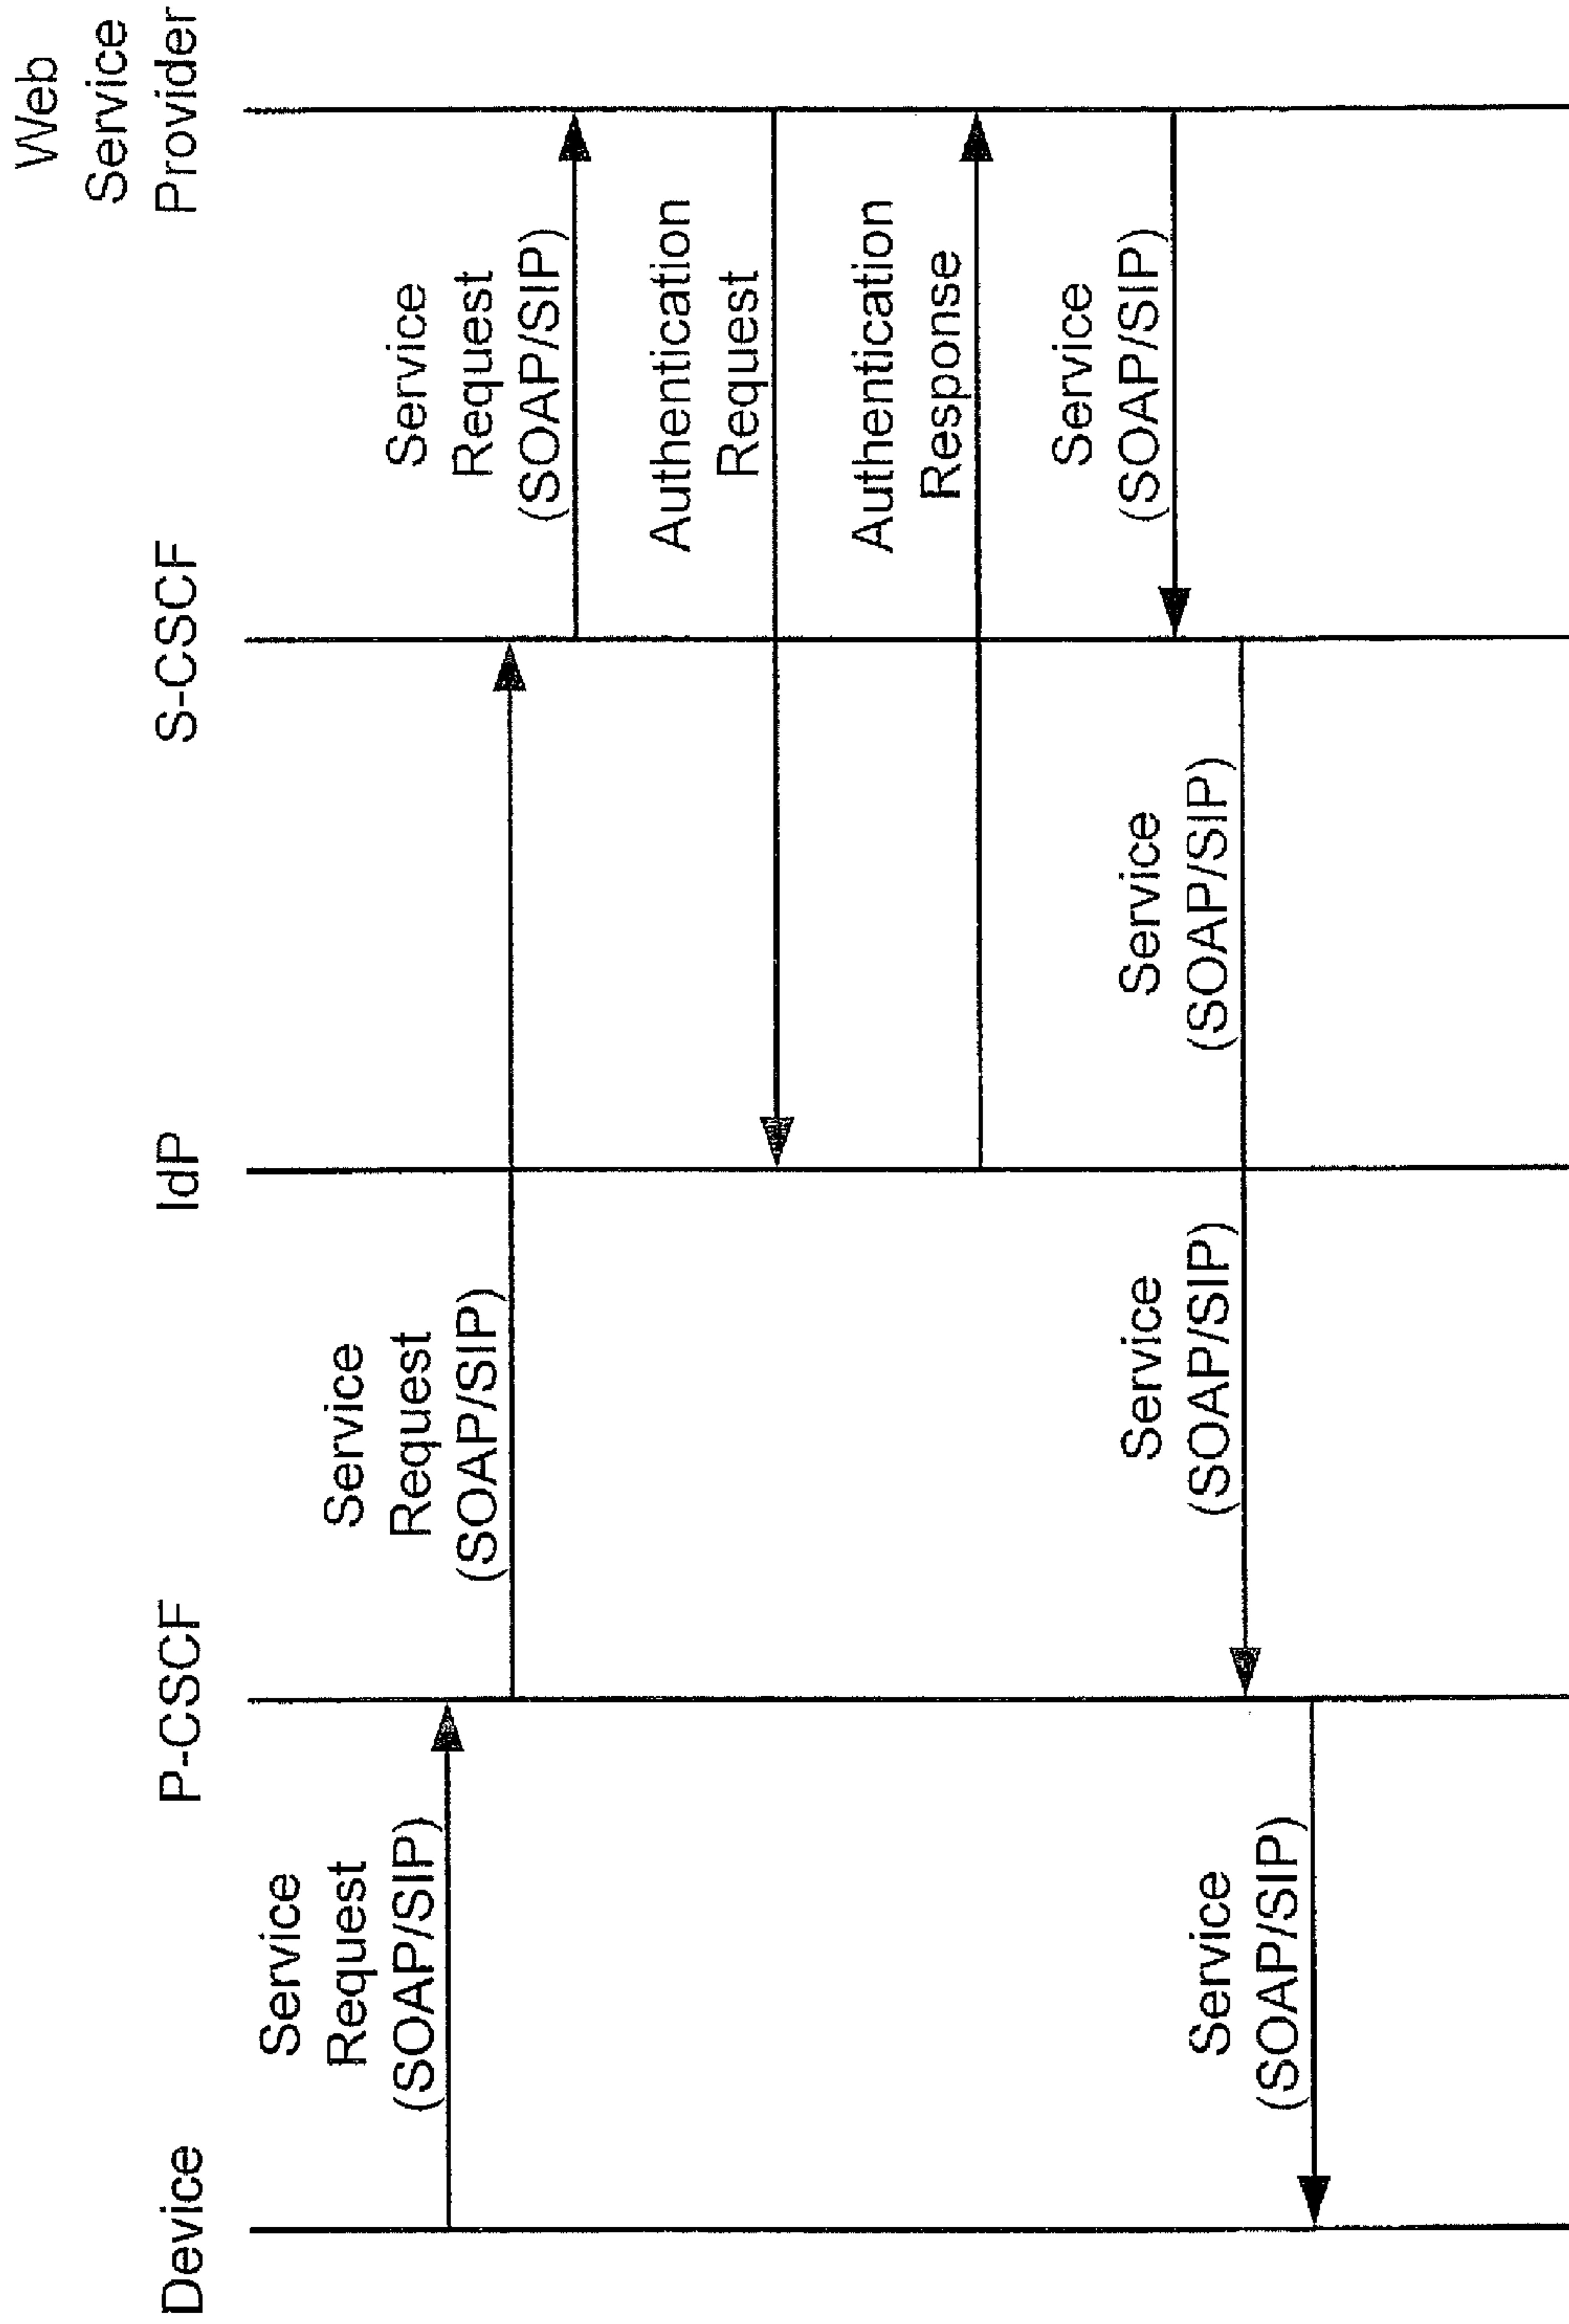 Device
P-CSCF
IdP
S-CSCF
Web
Service
Provider
Service
Request
(SOAP/SIP)
Service
Request
(SOAP/SIP)
Service
Request
(SOAP/SIP)
Authentication
Request
Authentication
Response
Service
(SOAP/SIP)
Service
(SOAP/SIP)
Service
(SOAP/SIP)
Service
(SOAP/SIP)